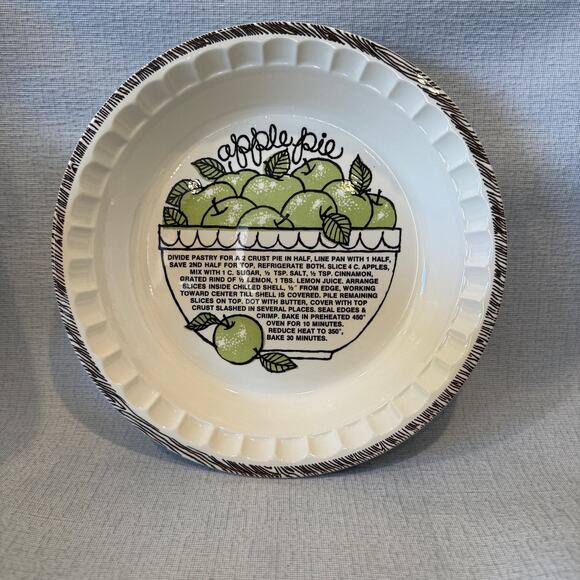 apple pie
DIVIDE PASTRY FOR A 2 CRUST PIE IN HALF, LINE PAN WITH 1 HALF,
SAVE 2ND HALF FOR TOP, REFRIGERATE BOTH. SLICE 4 C. APPLES,
MIX WITH 1 C. SUGAR, ½ TSP. SALT, ½ TSP. CINNAMON,
GRATED RIND OF ½ LEMON, 1 TBS. LEMON JUICE. ARRANGE
SLICES INSIDE CHILLED SHELL, ½" FROM EDGE, WORKING
TOWARD CENTER TILL SHELL IS COVERED. PILE REMAINING
SLICES ON TOP, DOT WITH BUTTER, COVER WITH TOP
CRUST SLASHED IN SEVERAL PLACES. SEAL EDGES &
CRIMP. BAKE IN PREHEATED 450°
OVEN FOR 10 MINUTES.
REDUCE HEAT TO 350°,
BAKE 30 MINUTES.